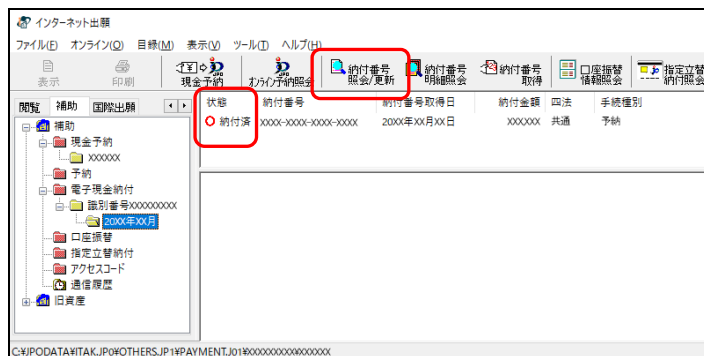 インターネット出願
ファイル(F) オンライン(O) 目録(M) 表示(V) ツール(T) ヘルプ(H)
表示 印刷 現金予納 オンライン予納照会 納付番号照会/更新 納付番号明細照会 納付番号取得 口座振替情報照会 指定立替納付照会
閲覧 補助 国際出願
状態 納付番号 納付番号取得日 納付金額 四法 手続種別
納付済 XXXX-XXXX-XXXX-XXXX 20XX年XX月XX日 XXXXXX 共通 予納
補助
現金予納
XXXXXX
予納
電子現金納付
識別番号XXXXXXXXX
20XX年XX月
口座振替
指定立替納付
アクセスコード
通信履歴
旧資産
C:¥JPODATA¥ITAK.JP0¥OTHERS.JP1¥PAYMENT.J01¥XXXXXXXXX¥XXXXXX